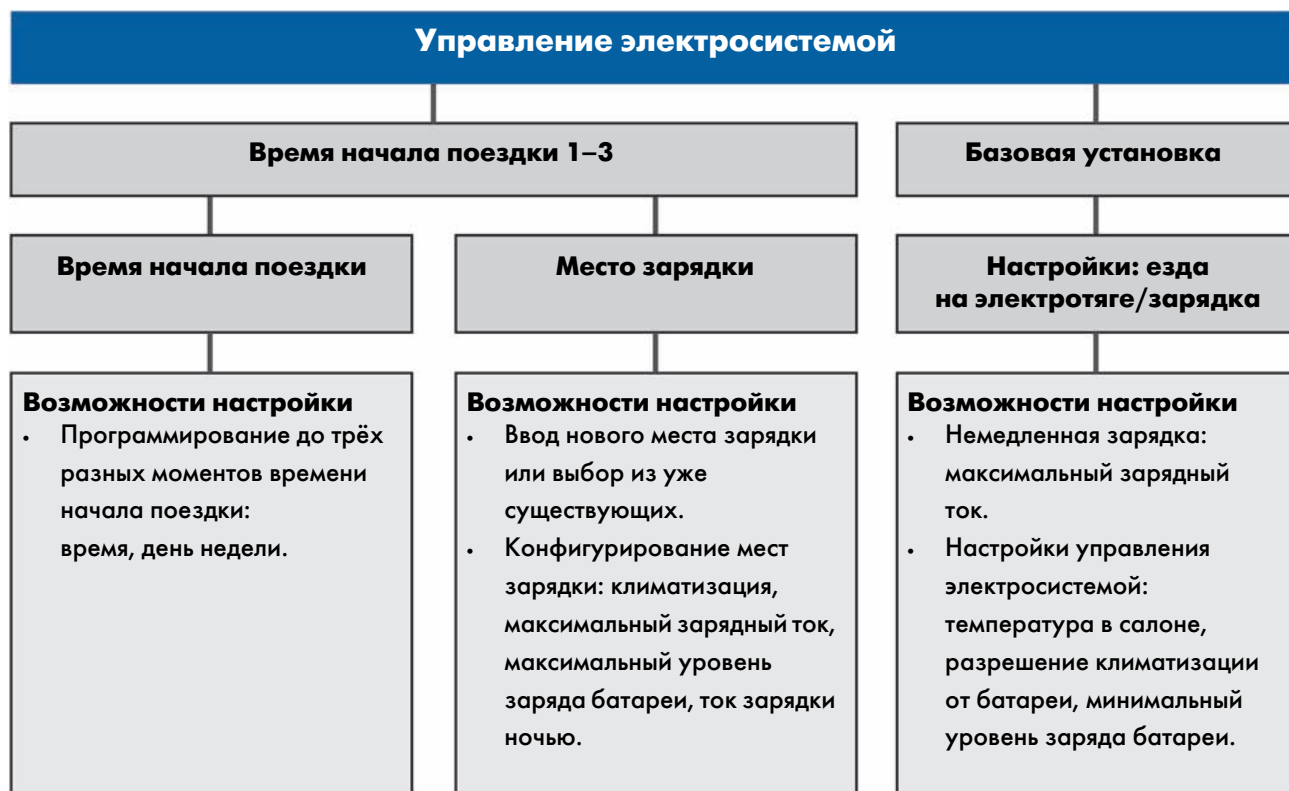 Управление электросистемой
Время начала поездки 1–3
Базовая установка
Время начала поездки
Место зарядки
Настройки: езда
на электротяге/зарядка
Возможности настройки
• Программирование до трёх
разных моментов времени
начала поездки:
время, день недели.
Возможности настройки
• Ввод нового места зарядки
или выбор из уже
существующих.
• Конфигурирование мест
зарядки: климатизация,
максимальный зарядный ток,
максимальный уровень
заряда батареи, ток зарядки
ночью.
Возможности настройки
• Немедленная зарядка:
максимальный зарядный
ток.
• Настройки управления
электросистемой:
температура в салоне,
разрешение климатизации
от батареи, минимальный
уровень заряда батареи.